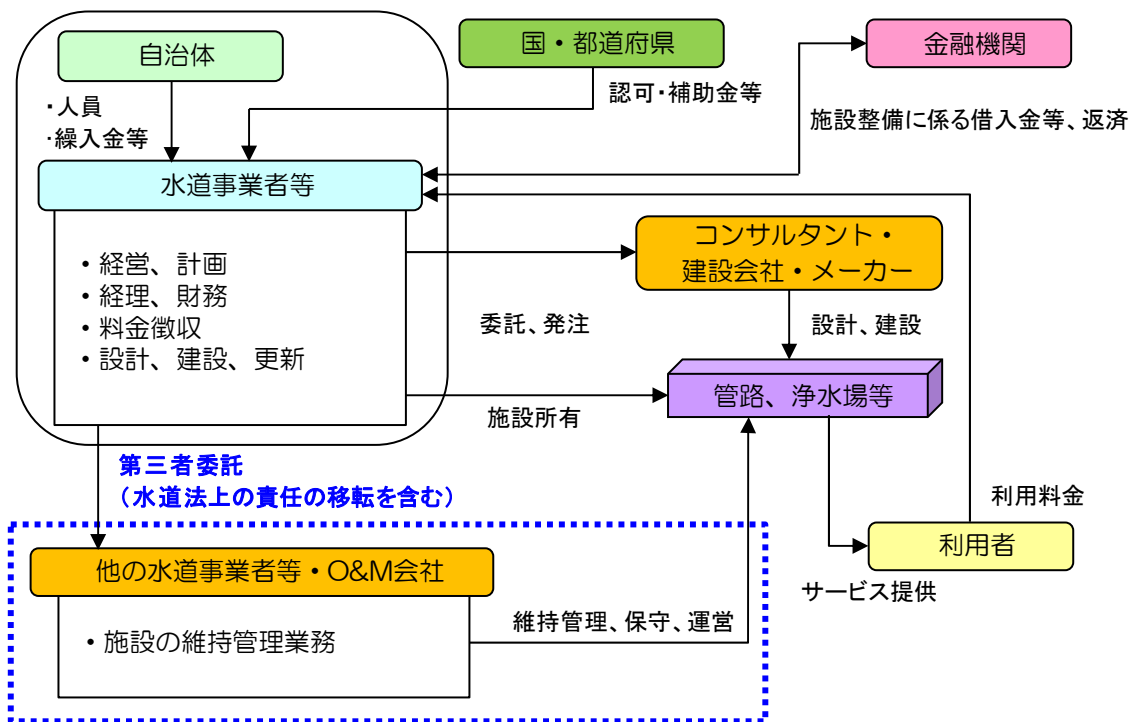 自治体
国・都道府県
金融機関
・人員
・繰入金等
認可・補助金等
施設整備に係る借入金等、返済
水道事業者等
・経営、計画
・経理、財務
・料金徴収
・設計、建設、更新
コンサルタント・
建設会社・メーカー
委託、発注
設計、建設
管路、浄水場等
施設所有
第三者委託
（水道法上の責任の移転を含む）
利用料金
利用者
サービス提供
他の水道事業者等・O&M会社
・施設の維持管理業務
維持管理、保守、運営